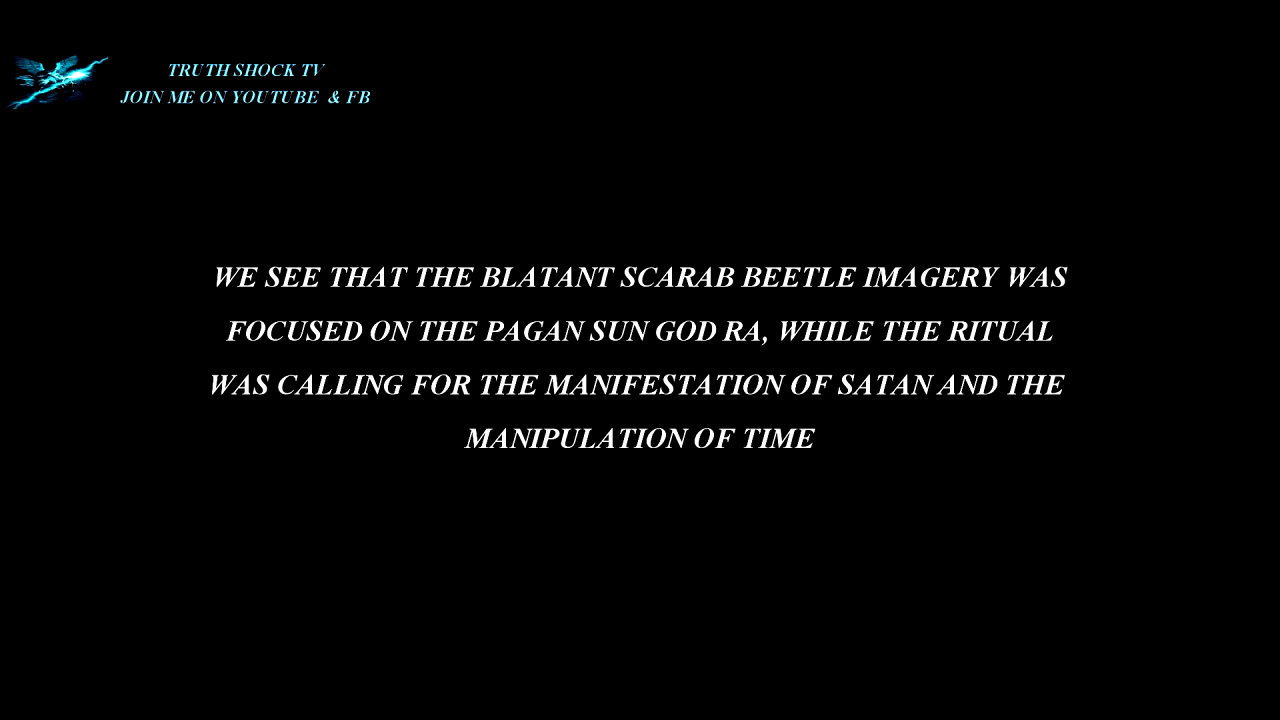 TRUTH SHOCK TV
JOIN ME ON YOUTUBE & FB
WE SEE THAT THE BLATANT SCARAB BEETLE IMAGERY WAS
FOCUSED ON THE PAGAN SUN GOD RA, WHILE THE RITUAL
WAS CALLING FOR THE MANIFESTATION OF SATAN AND THE
MANIPULATION OF TIME